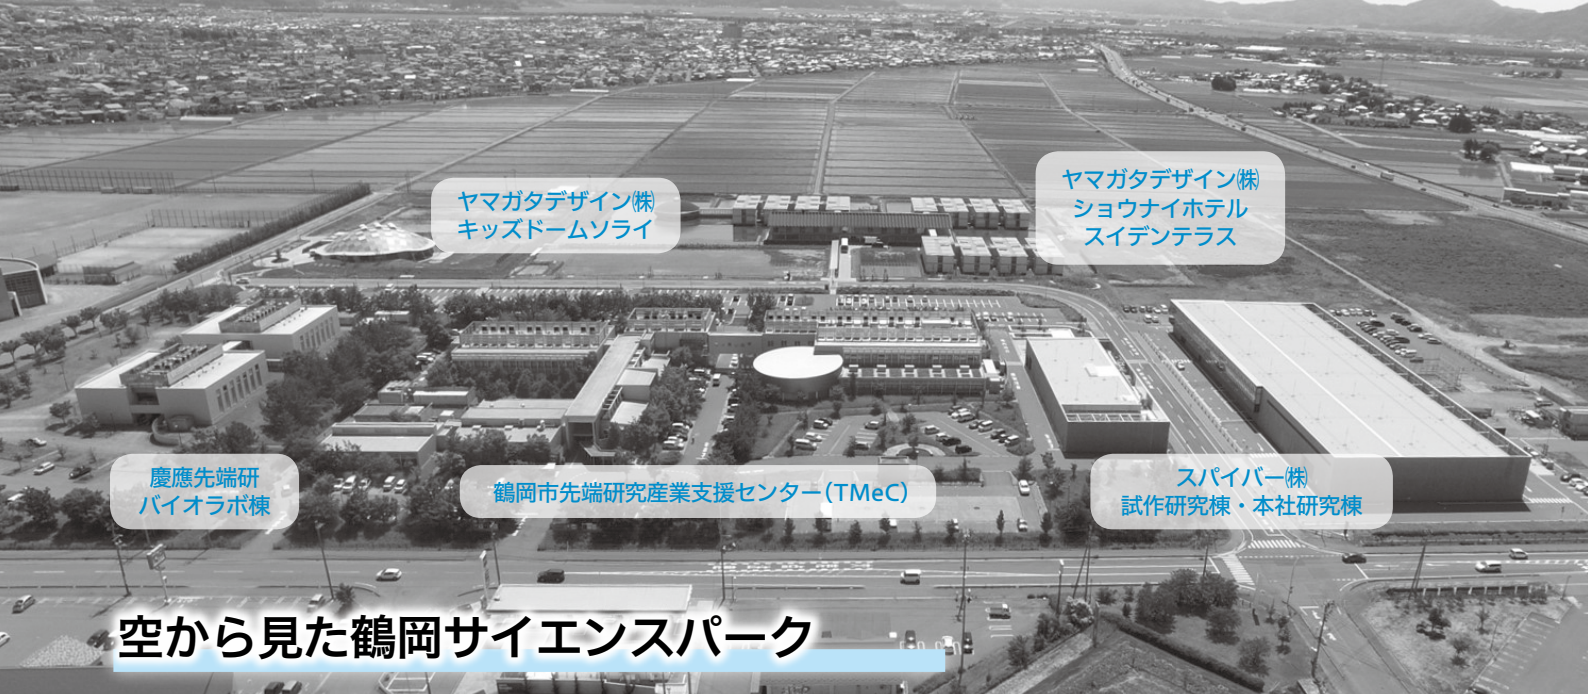 ヤマガタデザイン㈱
キッズドームソライ
ヤマガタデザイン㈱
ショウナイホテル
スイデンテラス
慶應先端研
バイオラボ棟
鶴岡市先端研究産業支援センター（TMeC）
スパイバー㈱
試作研究棟・本社研究棟
空から見た鶴岡サイエンスパーク